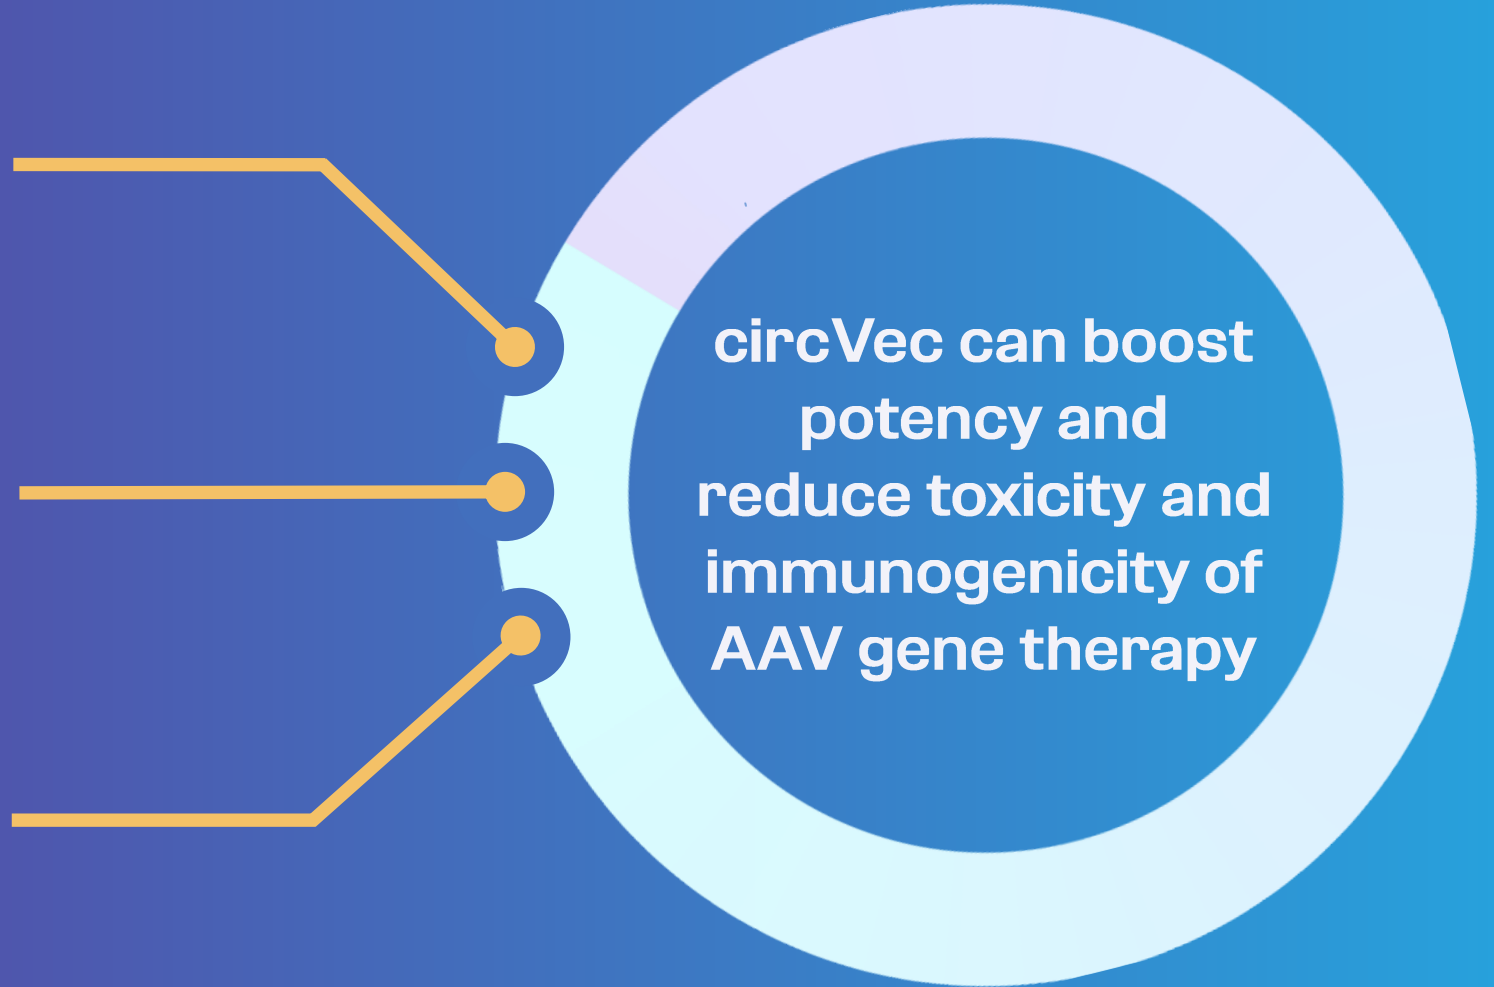 circVec can boost
potency and
reduce toxicity and
immunogenicity of
AAV gene therapy